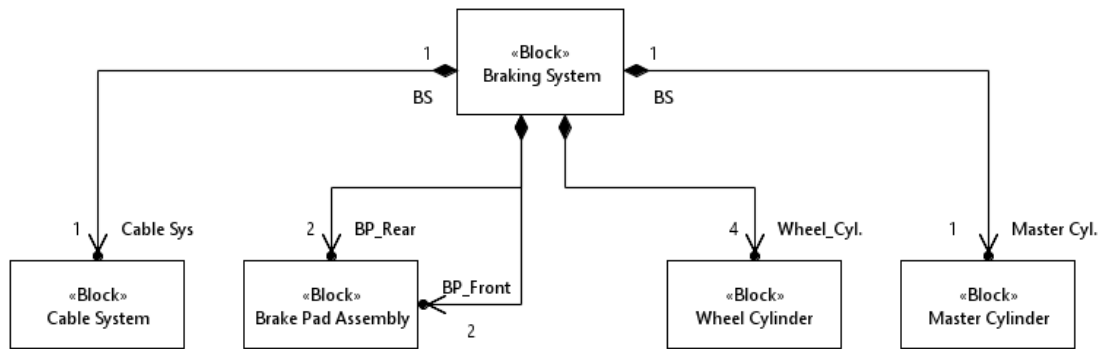 1
«Block»
Braking System
1
BS
BS
1
Cable Sys
2
BP_Rear
4
Wheel_Cyl.
1
Master Cyl.
«Block»
Cable System
«Block»
Brake Pad Assembly
BP_Front
2
«Block»
Wheel Cylinder
«Block»
Master Cylinder